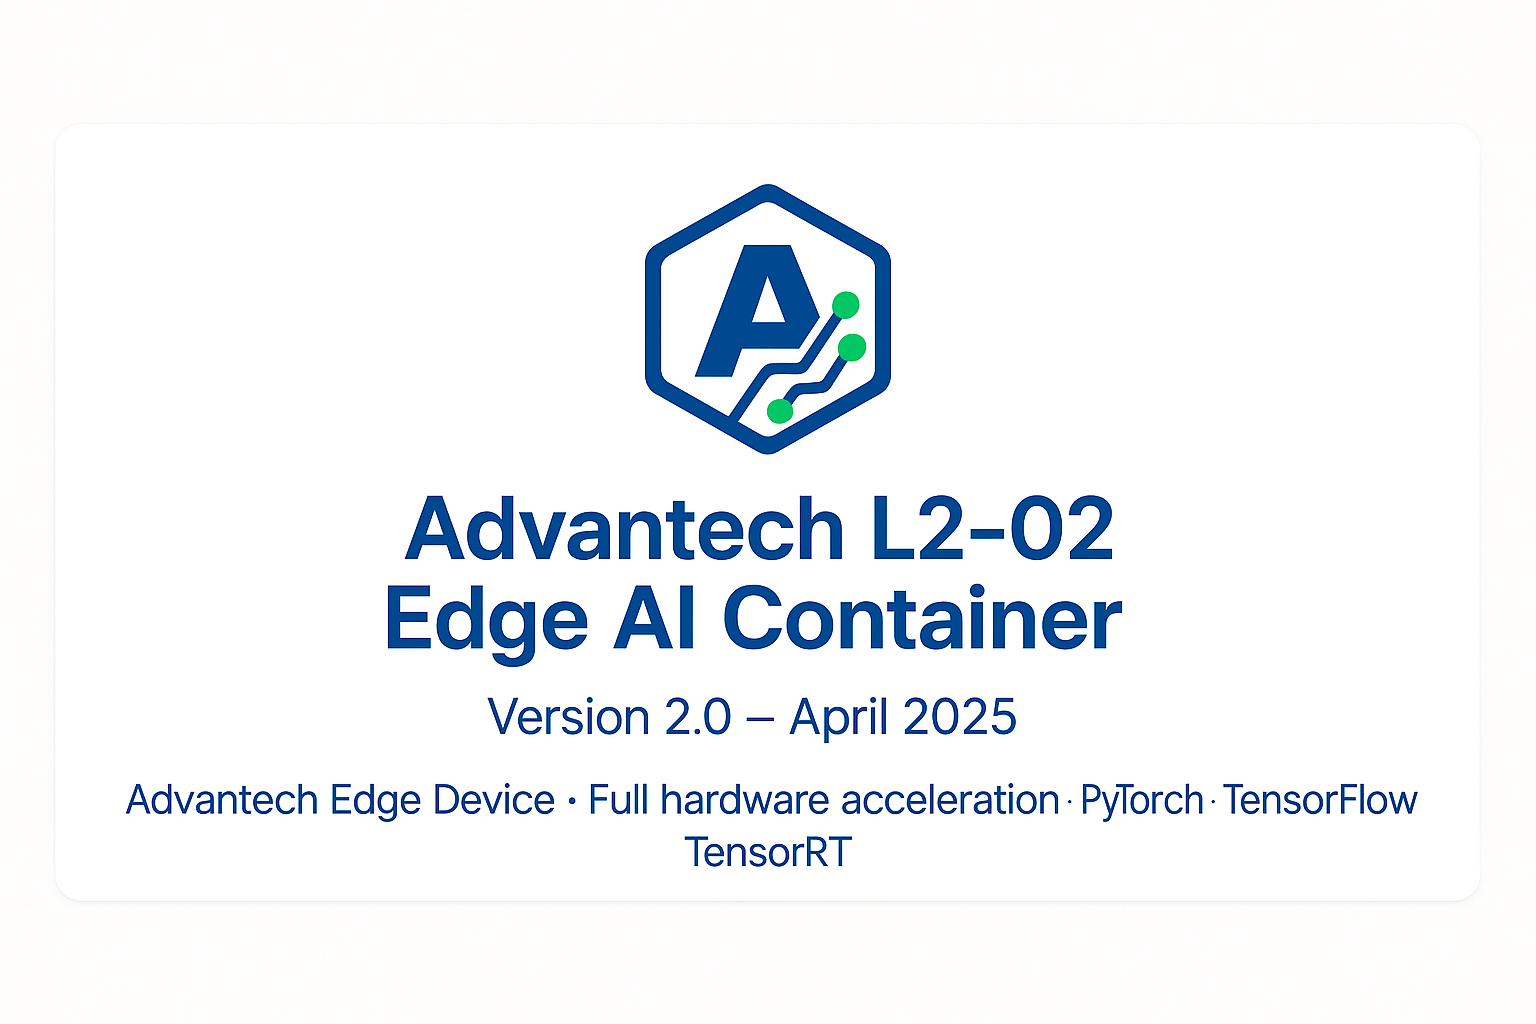 A
Advantech L2-02
Edge AI Container
Version 2.0 – April 2025
Advantech Edge Device • Full hardware acceleration · PyTorch · TensorFlow
TensorRT